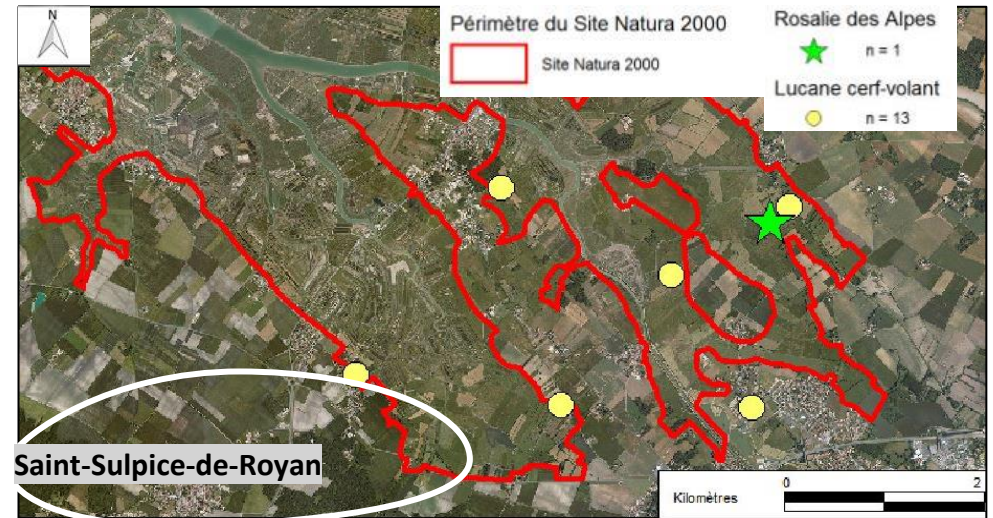 N
Périmètre du Site Natura 2000
Site Natura 2000
Rosalie des Alpes
n = 1
Lucane cerf-volant
n = 13
Saint-Sulpice-de-Royan
Kilomètres
0
2